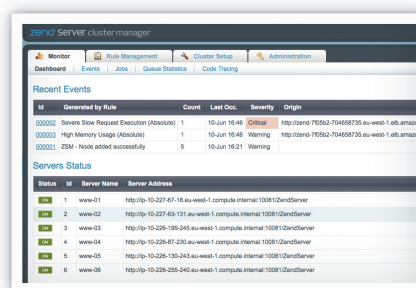 zend server cluster manager
Monitor Rule Management Cluster Setup Administration
Dashboard | Events | Jobs | Queue Statistics | Code Tracing
Recent Events
Id Generated by Rule Count Last Occ. Severity Origin
000002 Severe Slow Request Execution (Absolute) 1 10-Jun 16:46 Critical http://zend-7f05b2-704658735.eu-west-1.elb.amaz
000003 High Memory Usage (Absolute) 1 10-Jun 16:46 Warning http://zend-7f05b2-704658735.eu-west-1.elb.amaz
000001 ZSM - Node added successfully 5 10-Jun 16:21 Warning
Servers Status
Status Id Server Name Server Address
ON 1 www-01 http://ip-10-227-67-18.eu-west-1.compute.internal:10081/ZendServer
ON 2 www-02 http://ip-10-227-63-131.eu-west-1.compute.internal:10081/ZendServer
ON 3 www-03 http://ip-10-226-195-245.eu-west-1.compute.internal:10081/ZendServer
ON 4 www-04 http://ip-10-226-87-230.eu-west-1.compute.internal:10081/ZendServer
ON 5 www-05 http://ip-10-226-130-243.eu-west-1.compute.internal:10081/ZendServer
ON 6 www-06 http://ip-10-226-255-240.eu-west-1.compute.internal:10081/ZendServer